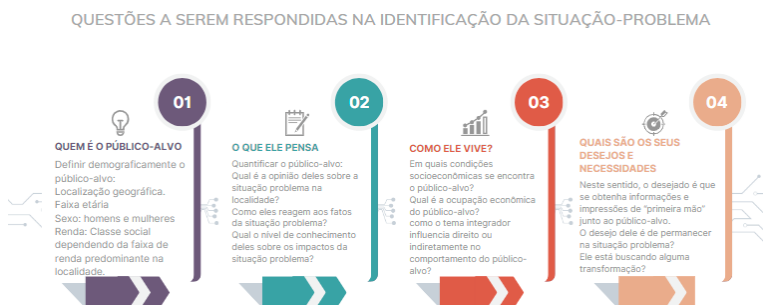 QUESTÕES A SEREM RESPONDIDAS NA IDENTIFICAÇÃO DA SITUAÇÃO-PROBLEMA
01
QUEM É O PÚBLICO-ALVO
Definir demograficamente o
público-alvo:
Localização geográfica.
Faixa etária
Sexo: homens e mulheres
Renda: Classe social
dependendo da faixa de
renda predominante na
localidade.
02
O QUE ELE PENSA
Quantificar o público-alvo:
Qual é a opinião deles sobre a
situação problema na
localidade?
Como eles reagem aos fatos
da situação problema?
Qual o nível de conhecimento
deles sobre os impactos da
situação problema?
03
COMO ELE VIVE?
Em quais condições
socioeconômicas se encontra
o público-alvo?
Qual é a ocupação econômica
do público-alvo?
como o tema integrador
influencia direito ou
indiretamente no
comportamento do público-
alvo?
04
QUAIS SÃO OS SEUS
DESEJOS E
NECESSIDADES
Neste sentido, o desejado é que
se obtenha informações e
impressões de "primeira mão"
junto ao público-alvo.
O desejo dele é de permanecer
na situação problema?
Ele está buscando alguma
transformação?